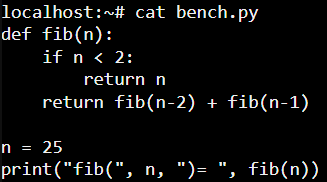 localhost:~# cat bench.py
def fib(n):
    if n < 2:
        return n
    return fib(n-2) + fib(n-1)

n = 25
print("fib(", n, ")= ", fib(n))